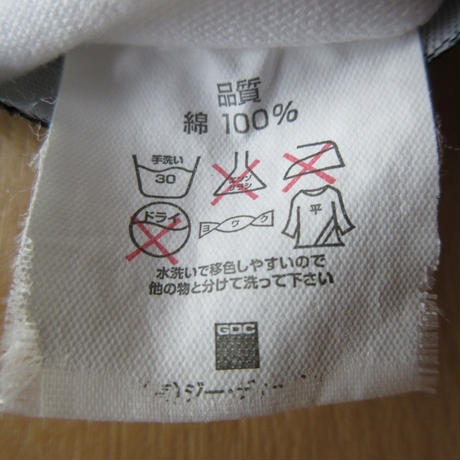 品質
綿 100%
手洗い
30
エンソ
サラシ
ドライ
ヨワク
平
水洗いで移色しやすいので
他の物と分けて洗って下さい
GDC
ジー・